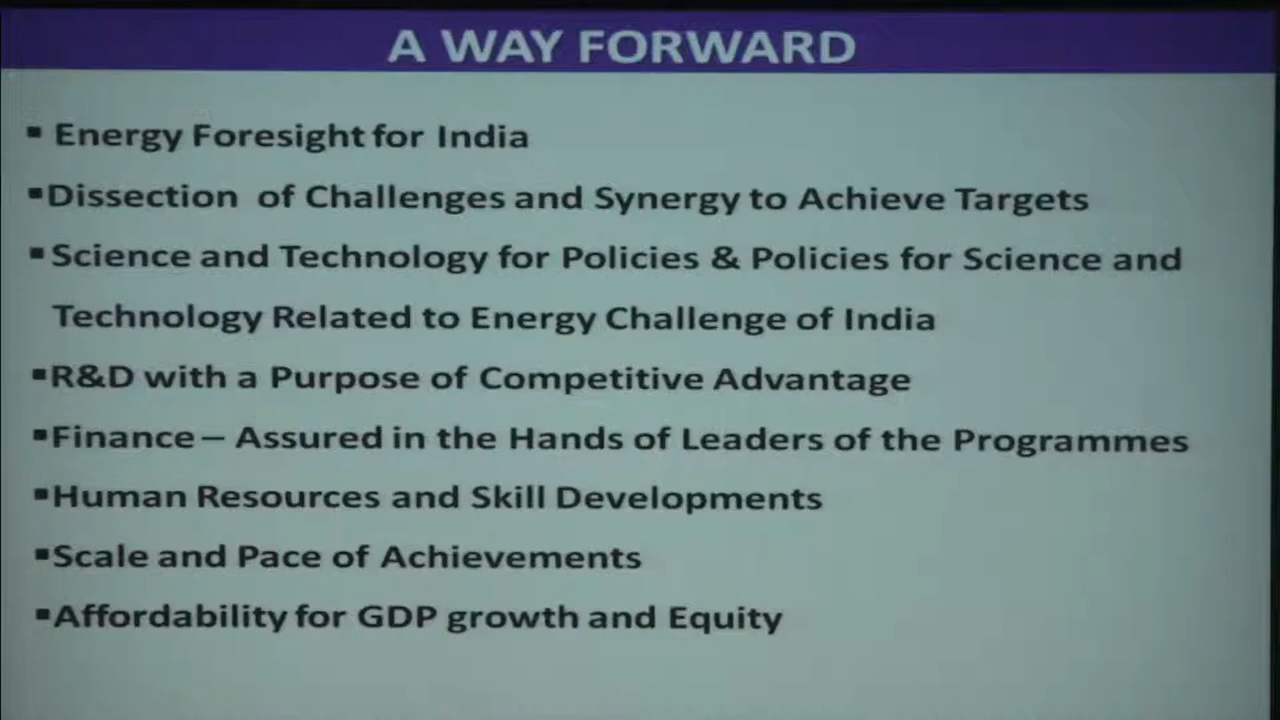 A WAY FORWARD
▪ Energy Foresight for India
▪Dissection of Challenges and Synergy to Achieve Targets
▪Science and Technology for Policies & Policies for Science and
Technology Related to Energy Challenge of India
▪R&D with a Purpose of Competitive Advantage
▪Finance – Assured in the Hands of Leaders of the Programmes
▪Human Resources and Skill Developments
▪Scale and Pace of Achievements
▪Affordability for GDP growth and Equity